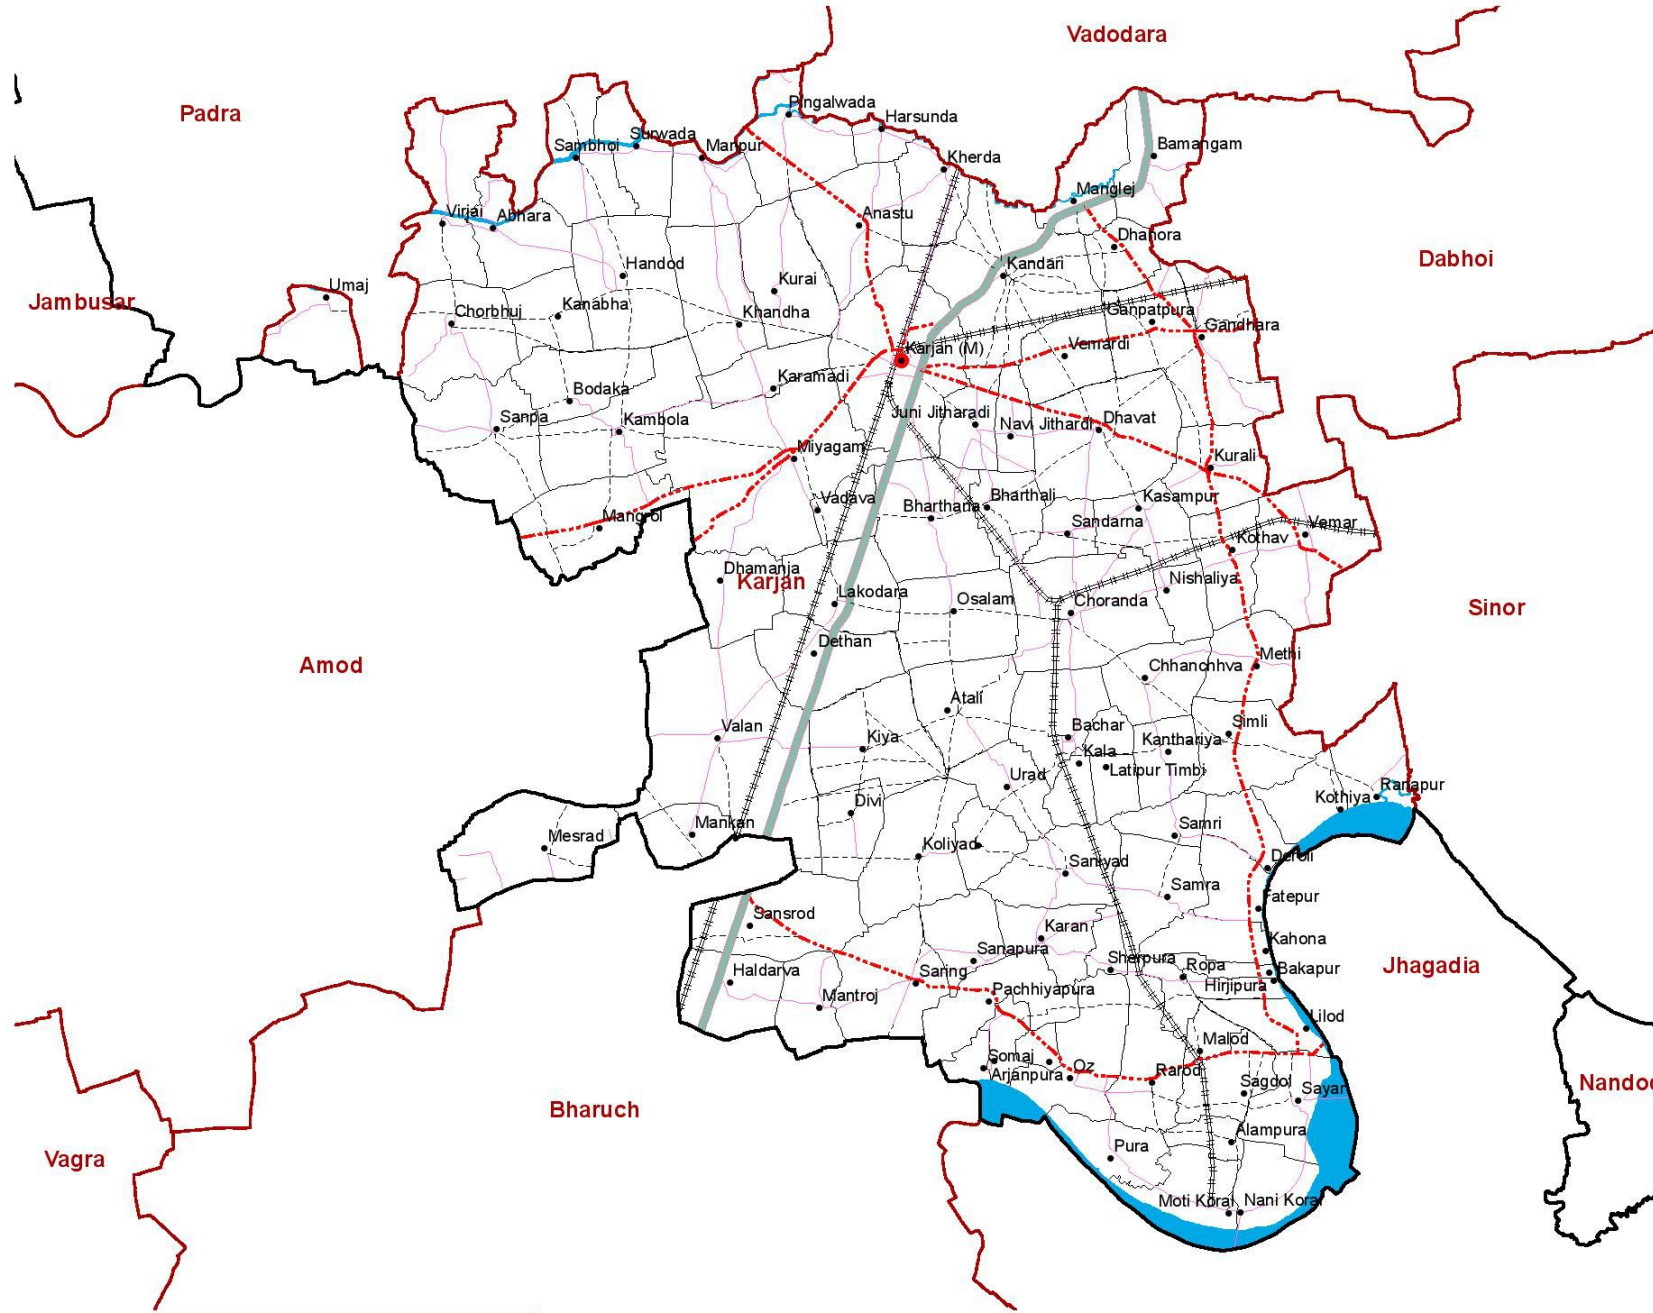 Vadodara
Padra
Pingalwada
Harsunda
Surwada
Sambhoi
Manpur
Bamangam
Kherda
Manglej
Virjai
Abhara
Anastu
Dhanora
Dabhoi
Handod
Kandari
Kurai
Umaj
Jambusar
Chorbhuj
Kanabha
Khandha
Ganpatpura
Gandhara
Karjan (M)
Vemardi
Bodaka
Karamadi
Sanpa
Kambola
Juni Jitharadi
Navi Jithardi
Dhavat
Miyagam
Kurali
Vadava
Bharthana
Bharthali
Kasampur
Mangrol
Sandarna
Vemar
Kothav
Dhamanja
Karjan
Nishaliya
Lakodara
Osalam
Choranda
Sinor
Dethan
Methi
Amod
Chhanchhva
Atali
Valan
Kiya
Bachar
Simli
Kanthariya
Kala
Latipur Timbi
Urad
Ranapur
Kothiya
Divi
Mankan
Mesrad
Samri
Koliyad
Saniyad
Deroli
Samra
Fatepur
Sansrod
Karan
Kahona
Sanapura
Sherpura
Ropa
Bakapur
Jhagadia
Haldarva
Saring
Hirjipura
Mantroj
Pachhiyapura
Lilod
Malod
Somaj
Oz
Arjanpura
Rarod
Sagdol
Sayar
Nandod
Bharuch
Alampura
Vagra
Pura
Moti Koral
Nani Koral